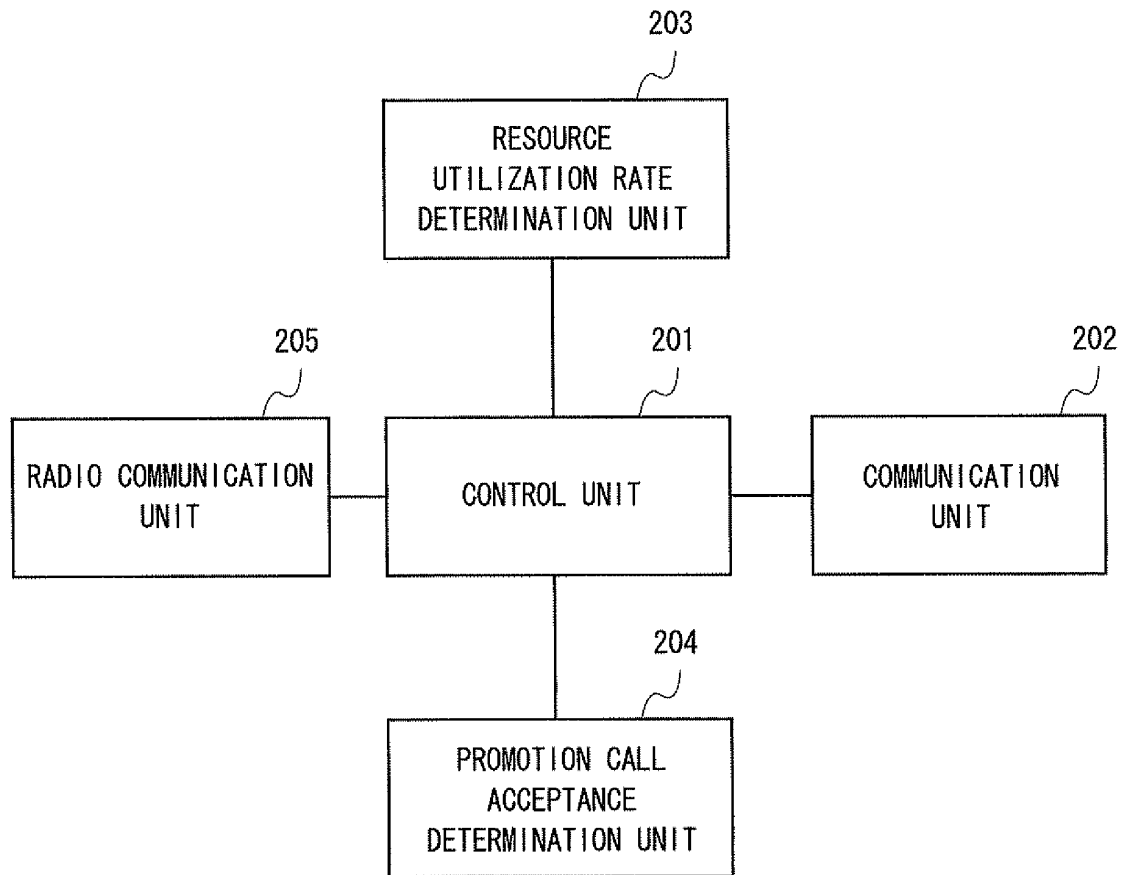 203
RESOURCE
UTILIZATION RATE
DETERMINATION UNIT
205
201
202
RADIO COMMUNICATION
UNIT
CONTROL UNIT
COMMUNICATION
UNIT
204
PROMOTION CALL
ACCEPTANCE
DETERMINATION UNIT